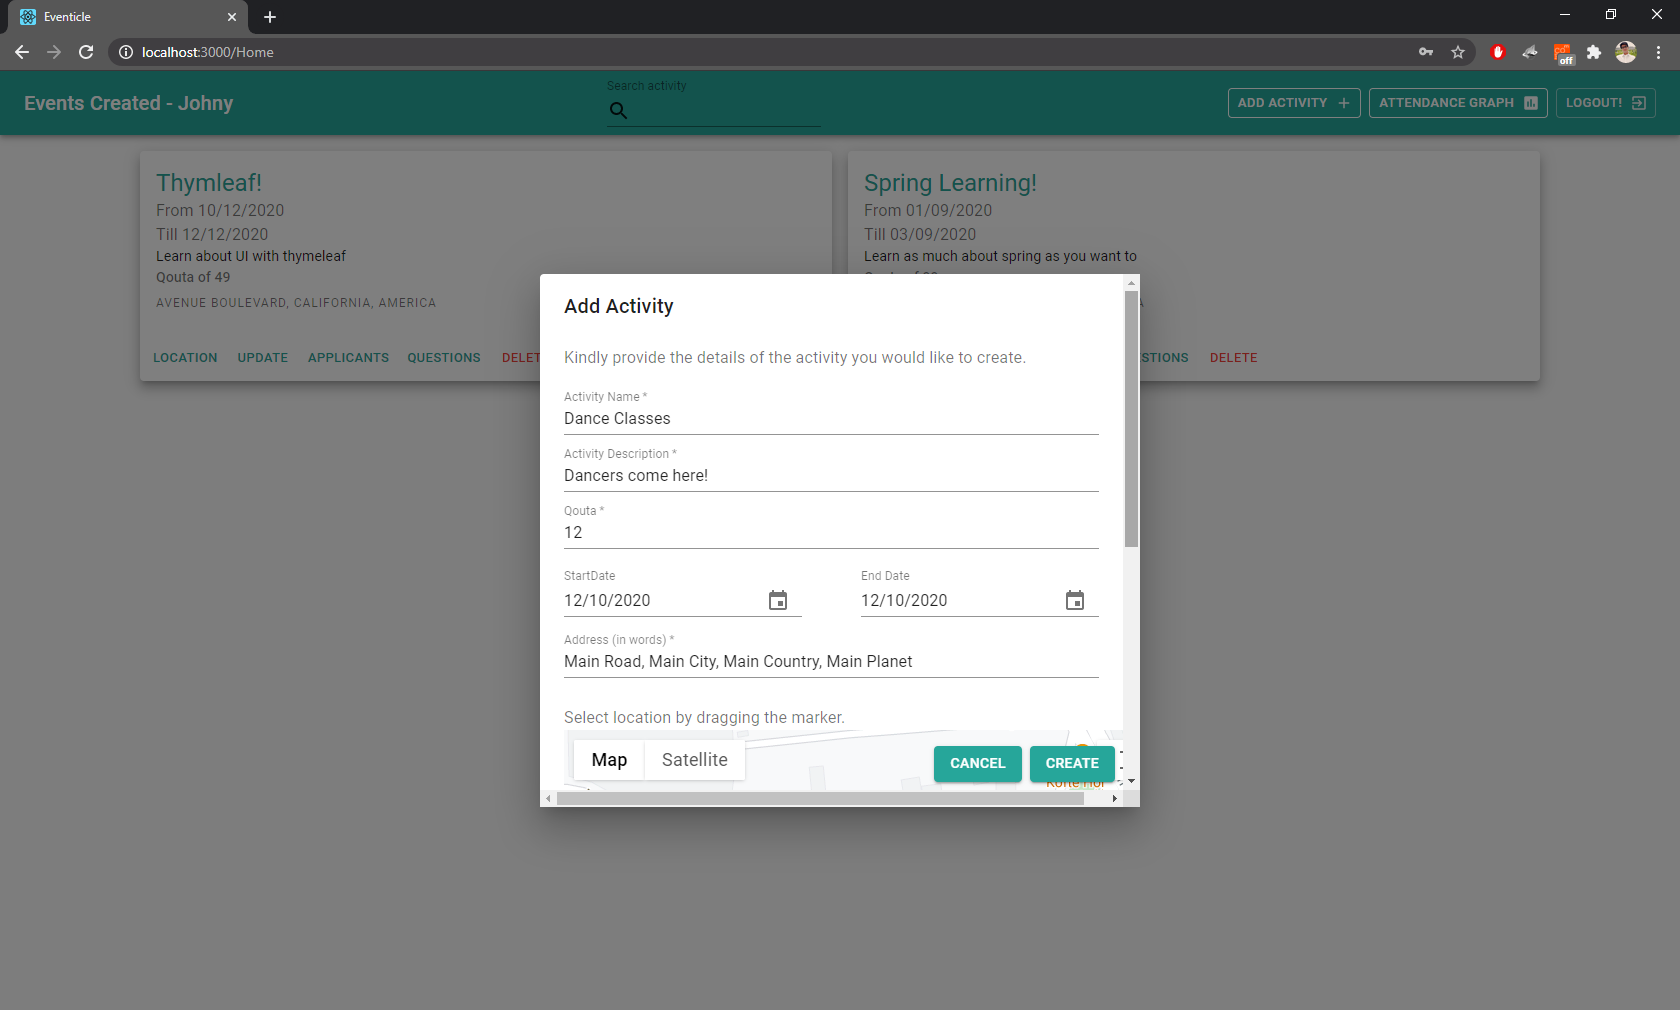 Eventicle
localhost:3000/Home
off
Events Created - Johny
Search activity
ADD ACTIVITY
ATTENDANCE GRAPH
LOGOUT!
Thymleaf!
From 10/12/2020
Till 12/12/2020
Learn about UI with thymeleaf
Qouta of 49
AVENUE BOULEVARD, CALIFORNIA, AMERICA
LOCATION UPDATE APPLICANTS QUESTIONS DELET
Spring Learning!
From 01/09/2020
Till 03/09/2020
Learn as much about spring as you want to
STIONS DELETE
Add Activity
Kindly provide the details of the activity you would like to create.
Activity Name *
Dance Classes
Activity Description *
Dancers come here!
Qouta *
12
StartDate End Date
12/10/2020 12/10/2020
Address (in words) *
Main Road, Main City, Main Country, Main Planet
Select location by dragging the marker.
Map Satellite
CANCEL CREATE